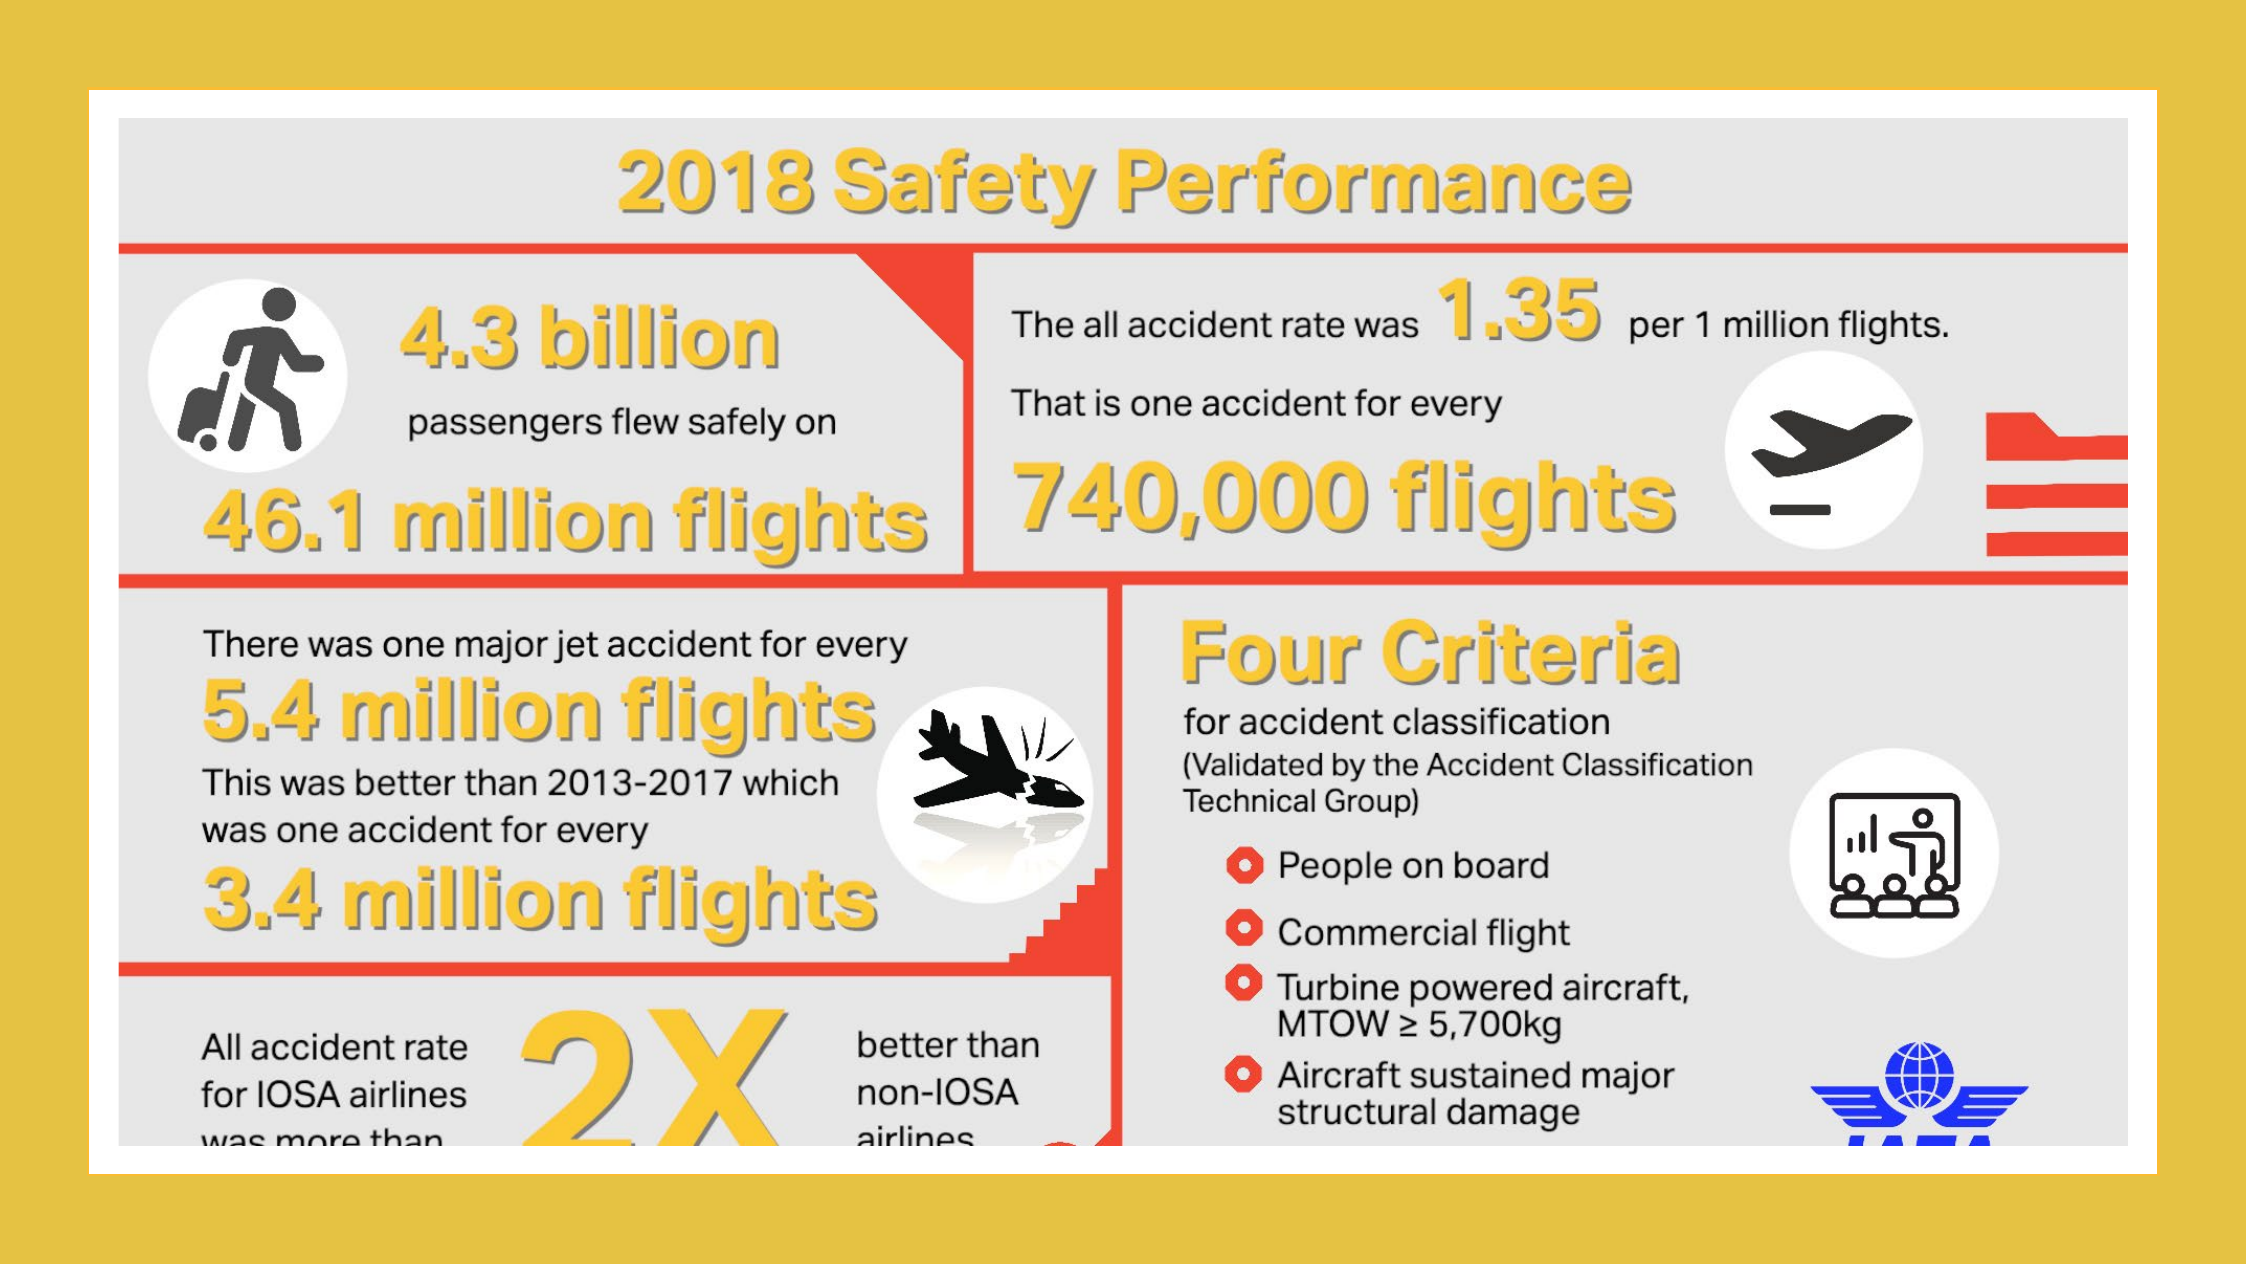 2018 Safety Performance
4.3 billion
passengers flew safely on
46.1 million flights
The all accident rate was 1.35 per 1 million flights.
That is one accident for every
740,000 flights
There was one major jet accident for every
5.4 million flights
This was better than 2013-2017 which
was one accident for every
3.4 million flights
Four Criteria
for accident classification
(Validated by the Accident Classification
Technical Group)
People on board
Commercial flight
Turbine powered aircraft,
MTOW ≥ 5,700kg
Aircraft sustained major
structural damage
All accident rate
for IOSA airlines
was more than
2X
better than
non-IOSA
airlines